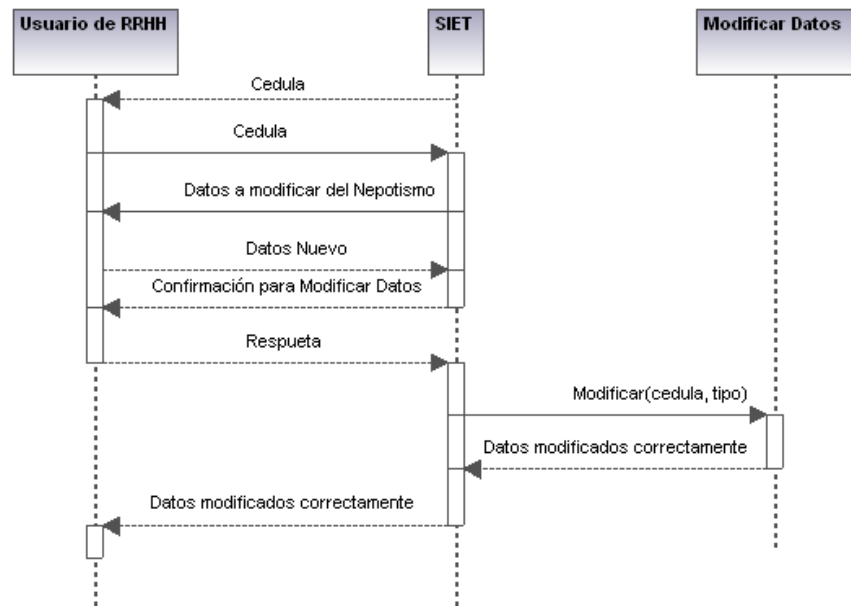 Usuario de RRHH
SIET
Modificar Datos
Cedula
Cedula
Datos a modificar del Nepotismo
Datos Nuevo
Confirmación para Modificar Datos
Respueta
Modificar(cedula, tipo)
Datos modificados correctamente
Datos modificados correctamente